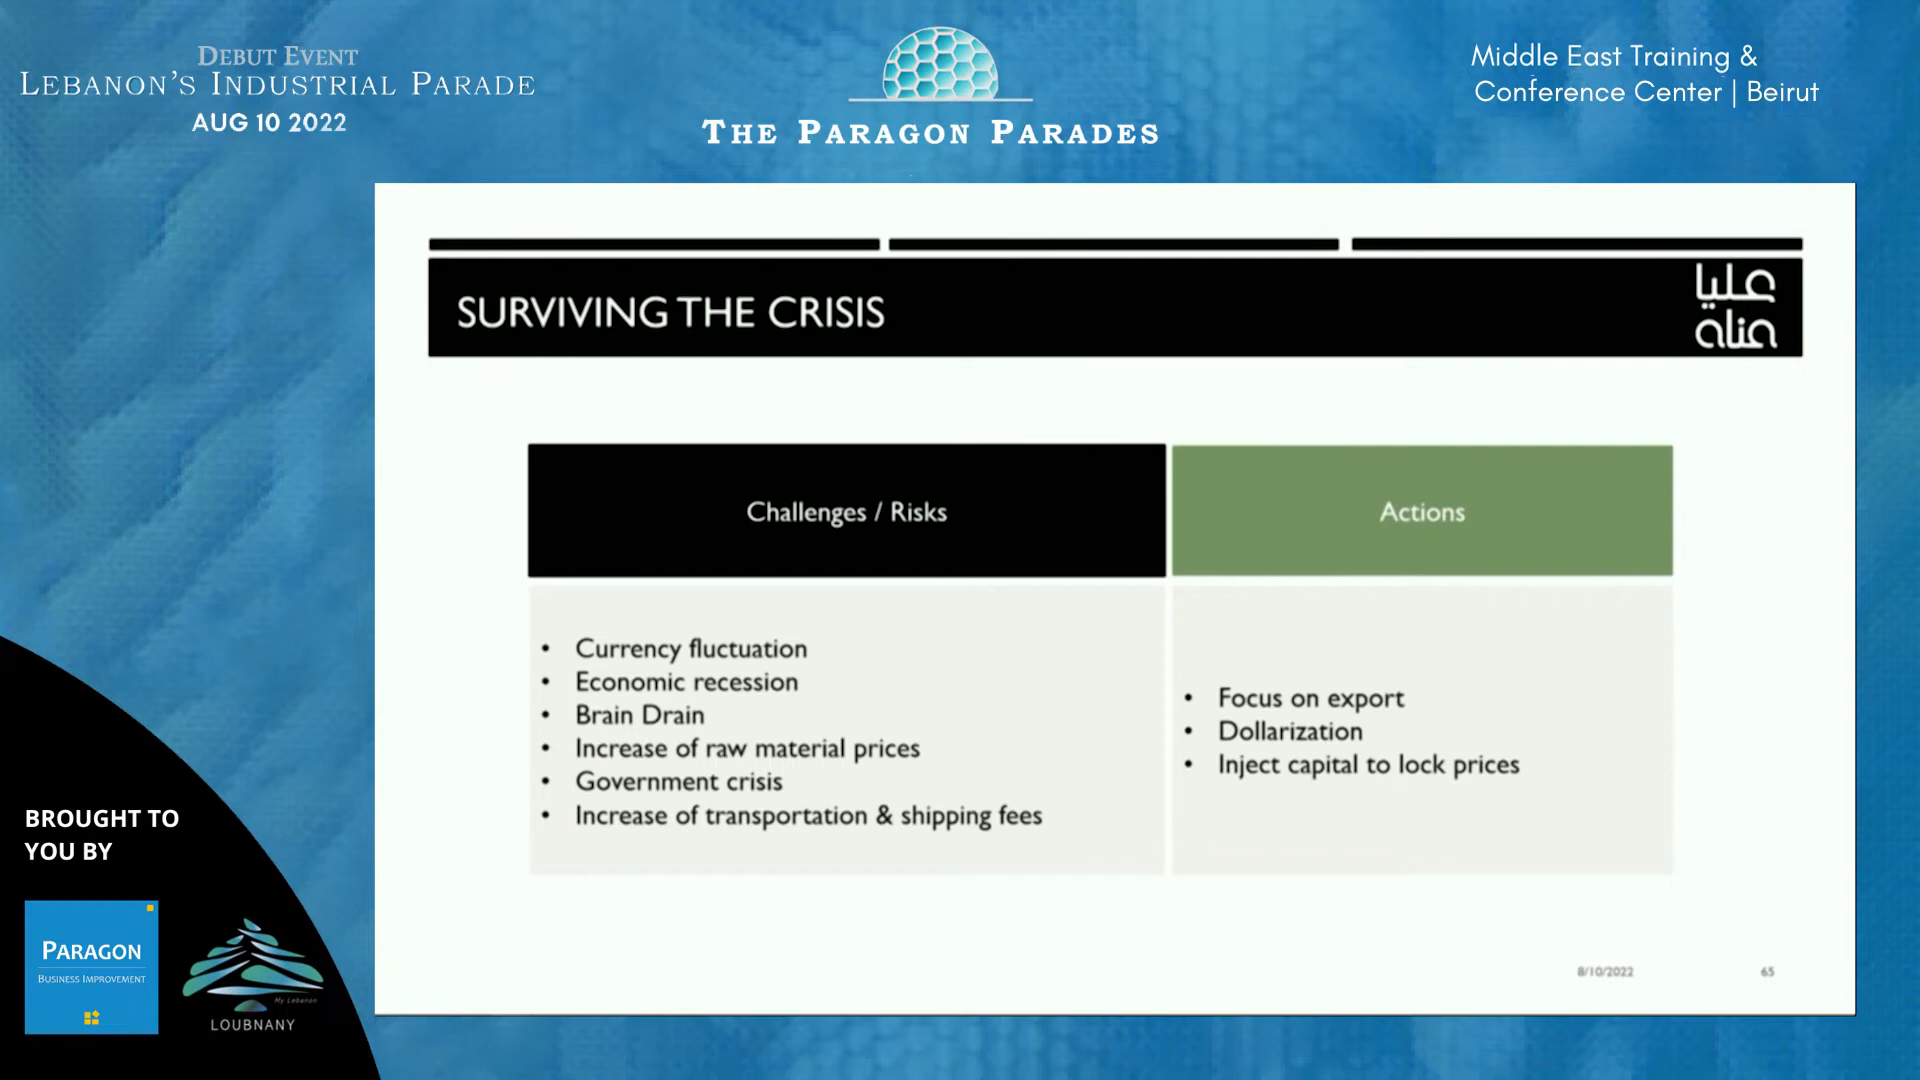 DEBUT EVENT
LEBANON'S INDUSTRIAL PARADE
AUG 10 2022
THE PARAGON PARADES
Middle East Training &
Conference Center | Beirut
SURVIVING THE CRISIS
عليا
alia
Challenges / Risks
Actions
• Currency fluctuation
• Economic recession
• Brain Drain
• Increase of raw material prices
• Government crisis
• Increase of transportation & shipping fees
• Focus on export
• Dollarization
• Inject capital to lock prices
8/10/2022
65
BROUGHT TO
YOU BY
PARAGON
BUSINESS IMPROVEMENT
My Lebanon
LOUBNANY